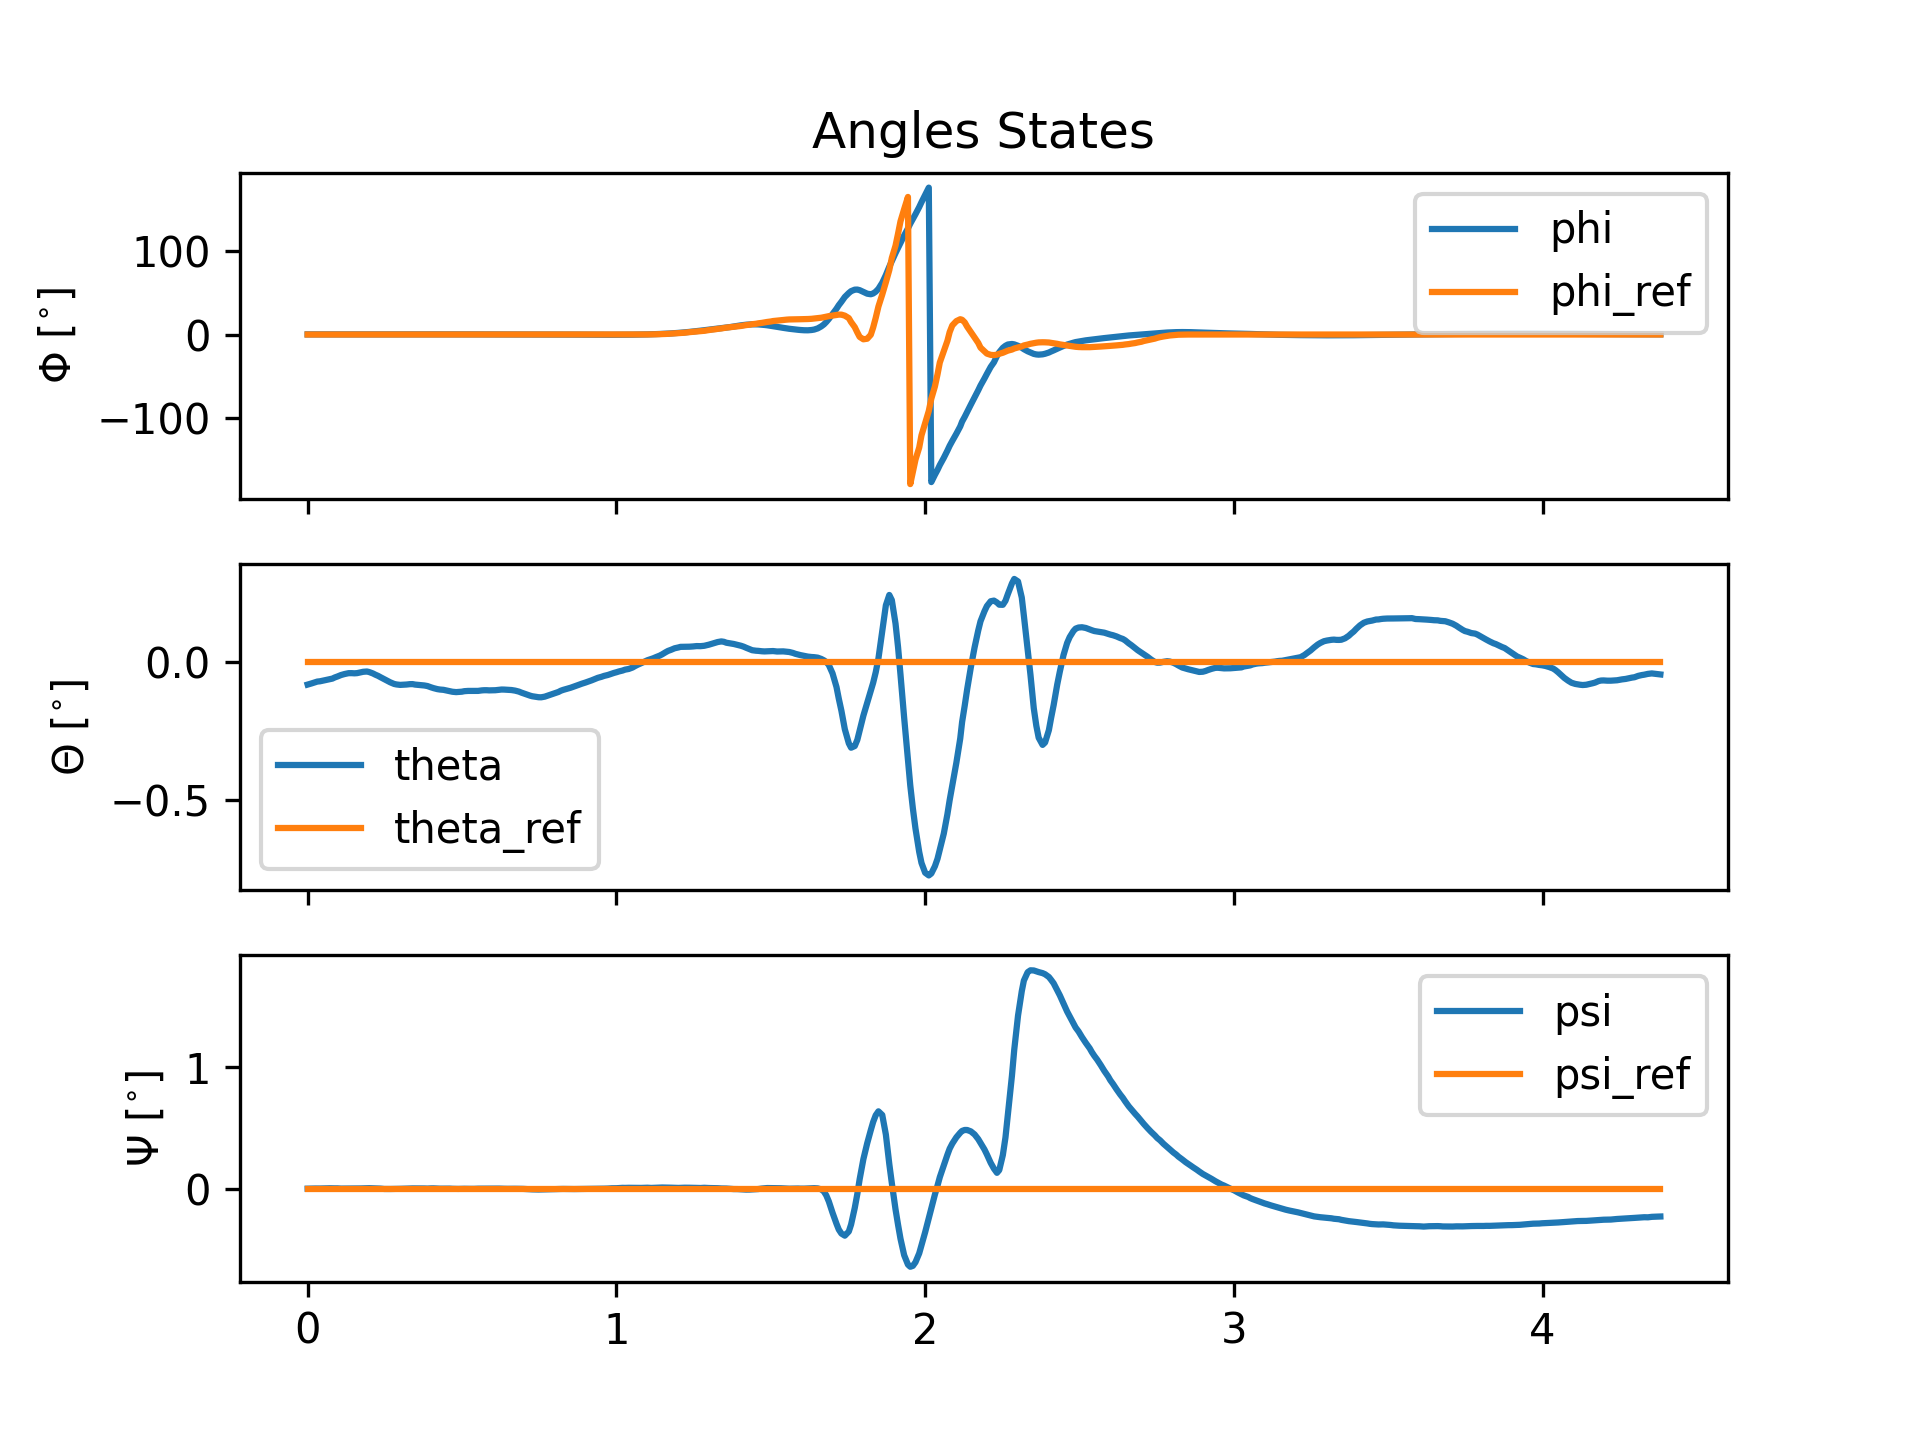 Angles States
Φ [°]
100
0
−100
phi
phi_ref
Θ [°]
0.0
−0.5
theta
theta_ref
Ψ [°]
1
0
psi
psi_ref
0 1 2 3 4